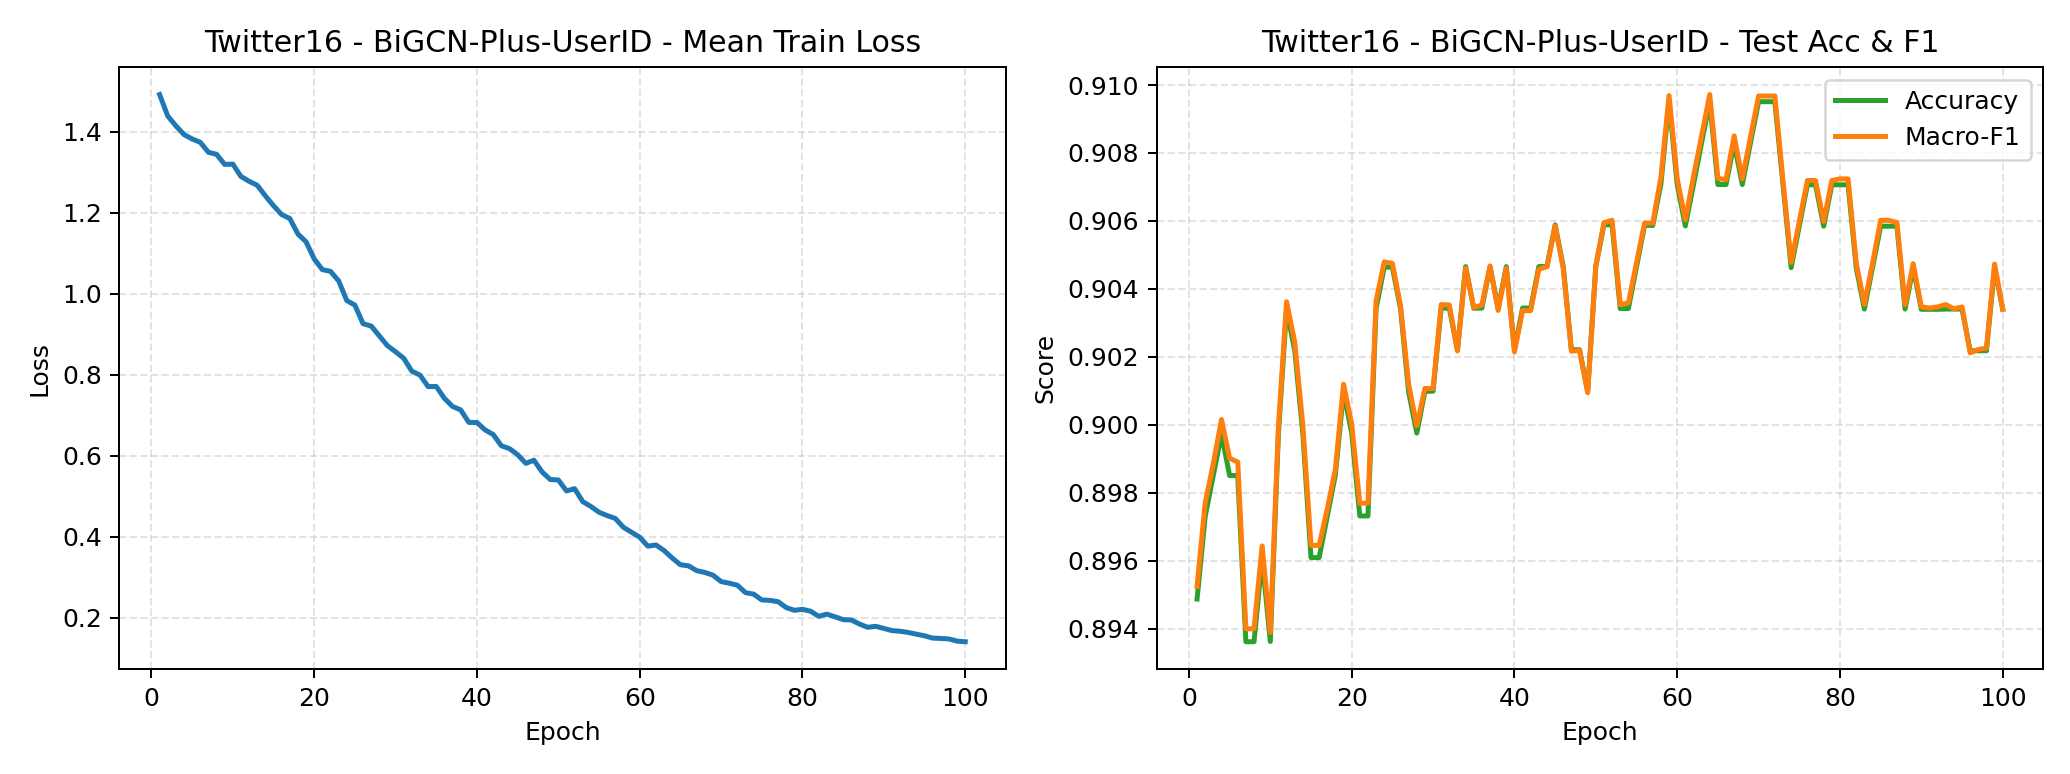 Twitter16 - BiGCN-Plus-UserID - Mean Train Loss
1.4
1.2
1.0
0.8
0.6
0.4
0.2
Loss
0 20 40 60 80 100
Epoch
Twitter16 - BiGCN-Plus-UserID - Test Acc & F1
0.910
0.908
0.906
0.904
0.902
0.900
0.898
0.896
0.894
Score
Accuracy
Macro-F1
0 20 40 60 80 100
Epoch